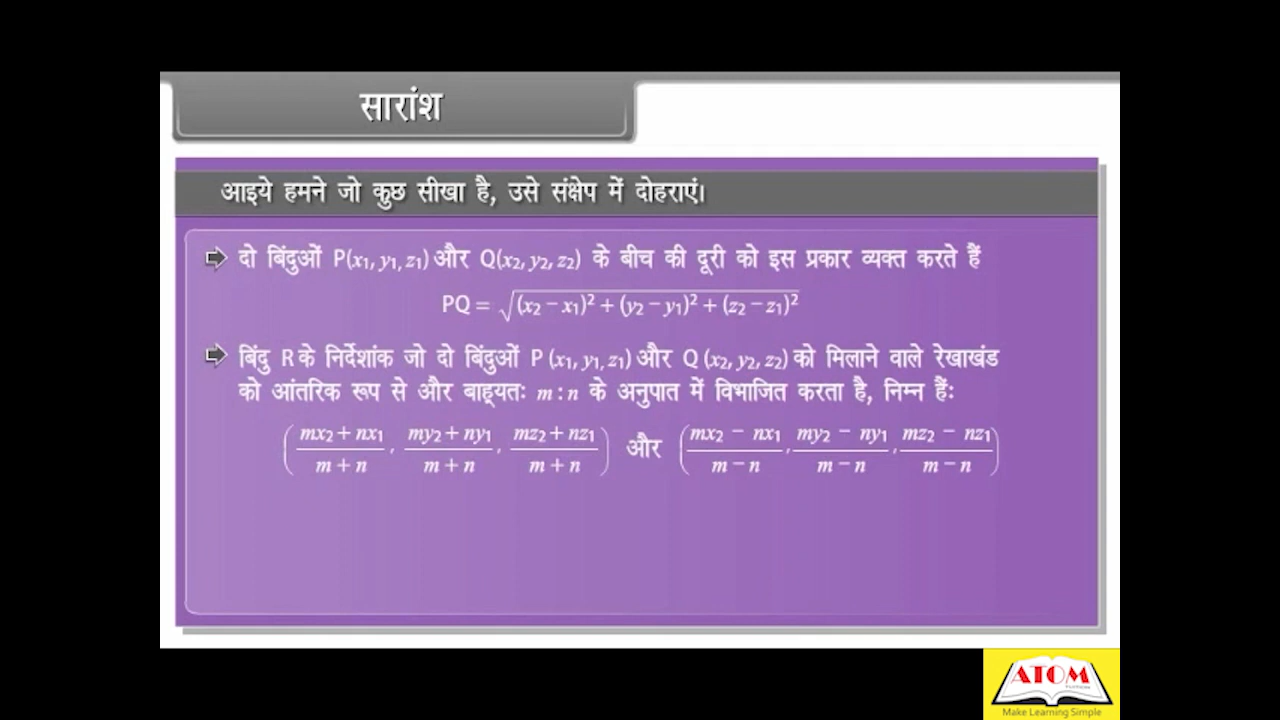 सारांश
आइये हमने जो कुछ सीखा है, उसे संक्षेप में दोहराएं।
दो बिंदुओं P(x₁, y₁, z₁) और Q(x₂, y₂, z₂) के बीच की दूरी को इस प्रकार व्यक्त करते हैं
PQ = √((x₂ − x₁)² + (y₂ − y₁)² + (z₂ − z₁)²)
बिंदु R के निर्देशांक जो दो बिंदुओं P (x₁, y₁, z₁) और Q (x₂, y₂, z₂) को मिलाने वाले रेखाखंड
को आंतरिक रूप से और बाह्यतः m : n के अनुपात में विभाजित करता है, निम्न हैंः
((mx₂ + nx₁)/(m + n), (my₂ + ny₁)/(m + n), (mz₂ + nz₁)/(m + n)) और ((mx₂ − nx₁)/(m − n), (my₂ − ny₁)/(m − n), (mz₂ − nz₁)/(m − n))
ATOM
Make Learning Simple